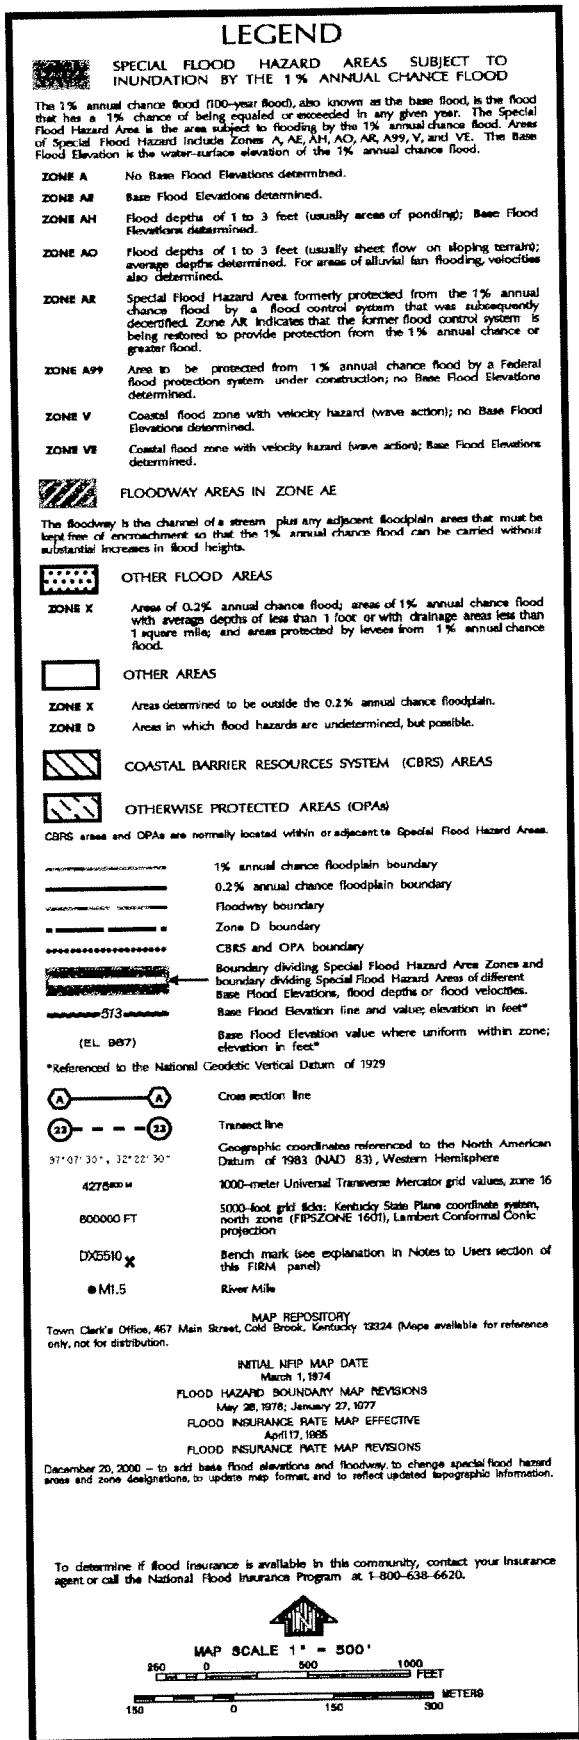 LEGEND
SPECIAL FLOOD HAZARD AREAS SUBJECT TO
INUNDATION BY THE 1% ANNUAL CHANCE FLOOD
The 1% annual chance flood (100-year flood), also known as the base flood, is the flood
that has a 1% chance of being equaled or exceeded in any given year. The Special
Flood Hazard Area is the area subject to flooding by the 1% annual chance flood. Areas
of Special Flood Hazard include Zones A, AE, AH, AO, AR, A99, V, and VE. The Base
Flood Elevation is the water-surface elevation of the 1% annual chance flood.
ZONE A No Base Flood Elevations determined.
ZONE AE Base Flood Elevations determined.
ZONE AH Flood depths of 1 to 3 feet (usually areas of ponding); Base Flood
Elevations determined.
ZONE AO Flood depths of 1 to 3 feet (usually sheet flow on sloping terrain);
average depths determined. For areas of alluvial fan flooding, velocities
also determined.
ZONE AR Special Flood Hazard Area formerly protected from the 1% annual
chance flood by a flood control system that was subsequently
decertified. Zone AR indicates that the former flood control system is
being restored to provide protection from the 1% annual chance or
greater flood.
ZONE A99 Area to be protected from 1% annual chance flood by a Federal
flood protection system under construction; no Base Flood Elevations
determined.
ZONE V Coastal flood zone with velocity hazard (wave action); no Base Flood
Elevations determined.
ZONE VE Coastal flood zone with velocity hazard (wave action); Base Flood Elevations
determined.
FLOODWAY AREAS IN ZONE AE
The floodway is the channel of a stream plus any adjacent floodplain areas that must be
kept free of encroachment so that the 1% annual chance flood can be carried without
substantial increases in flood heights.
OTHER FLOOD AREAS
ZONE X Areas of 0.2% annual chance flood; areas of 1% annual chance flood
with average depths of less than 1 foot or with drainage areas less than
1 square mile; and areas protected by levees from 1% annual chance
flood.
OTHER AREAS
ZONE X Areas determined to be outside the 0.2% annual chance floodplain.
ZONE D Areas in which flood hazards are undetermined, but possible.
COASTAL BARRIER RESOURCES SYSTEM (CBRS) AREAS
OTHERWISE PROTECTED AREAS (OPAs)
CBRS areas and OPAs are normally located within or adjacent to Special Flood Hazard Areas.
1% annual chance floodplain boundary
0.2% annual chance floodplain boundary
Floodway boundary
Zone D boundary
CBRS and OPA boundary
Boundary dividing Special Flood Hazard Area Zones and
boundary dividing Special Flood Hazard Areas of different
Base Flood Elevations, flood depths or flood velocities.
513 Base Flood Elevation line and value; elevation in feet*
(EL 987) Base Flood Elevation value where uniform within zone;
elevation in feet*
*Referenced to the National Geodetic Vertical Datum of 1929
A A Cross section line
23 23 Transect line
97°07'30", 32°22'30" Geographic coordinates referenced to the North American
Datum of 1983 (NAD 83), Western Hemisphere
4276000 M 1000-meter Universal Transverse Mercator grid values, zone 16
600000 FT 5000-foot grid ticks: Kentucky State Plane coordinate system,
north zone (FIPSZONE 1601), Lambert Conformal Conic
projection
DX5510 X Bench mark (see explanation in Notes to Users section of
this FIRM panel)
M1.5 River Mile
MAP REPOSITORY
Town Clerk's Office, 467 Main Street, Cold Brook, Kentucky 13324 (Maps available for reference
only, not for distribution.
INITIAL NFIP MAP DATE
March 1, 1974
FLOOD HAZARD BOUNDARY MAP REVISIONS
May 28, 1976; January 27, 1977
FLOOD INSURANCE RATE MAP EFFECTIVE
April 17, 1985
FLOOD INSURANCE RATE MAP REVISIONS
December 20, 2000 – to add base flood elevations and floodway, to change special flood hazard
areas and zone designations, to update map format, and to reflect updated topographic information.
To determine if flood insurance is available in this community, contact your Insurance
agent or call the National Flood Insurance Program at 1-800-638-6620.
N
MAP SCALE 1" = 500'
250 0 500 1000
FEET
METERS
150 0 150 300